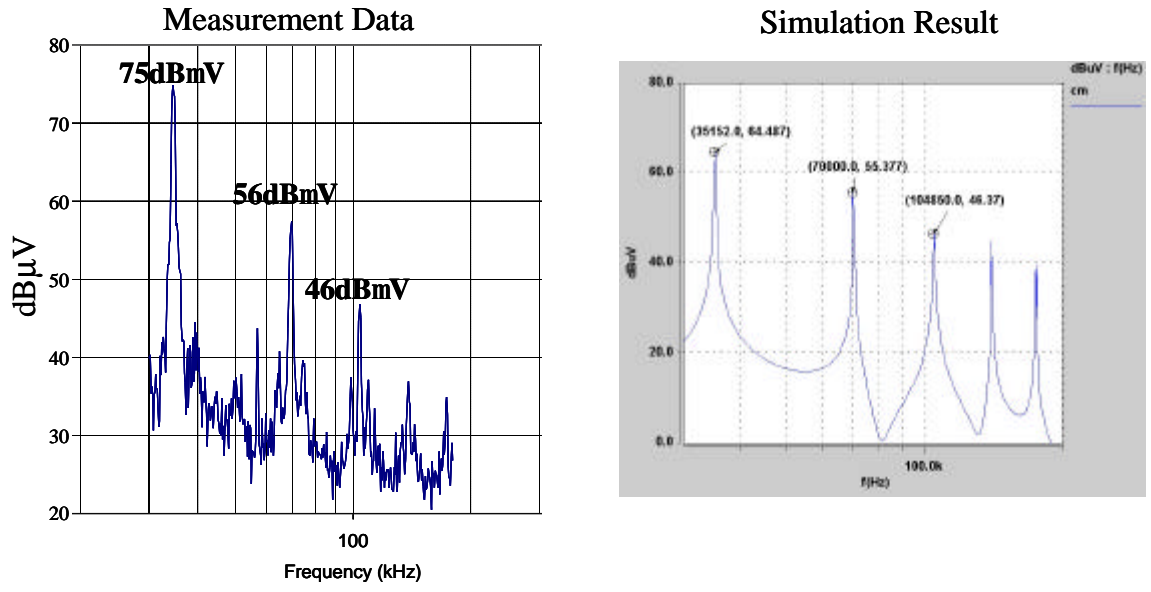 Measurement Data
80
75dBmV
70
60
56dBmV
50
46dBmV
40
30
20
dBµV
100
Frequency (kHz)
Simulation Result
dBuV : f(Hz)
cm
80.0
(35152.0, 64.487)
60.0
(70000.0, 55.377)
(104850.0, 46.37)
40.0
20.0
0.0
dBuV
100.0k
f(Hz)